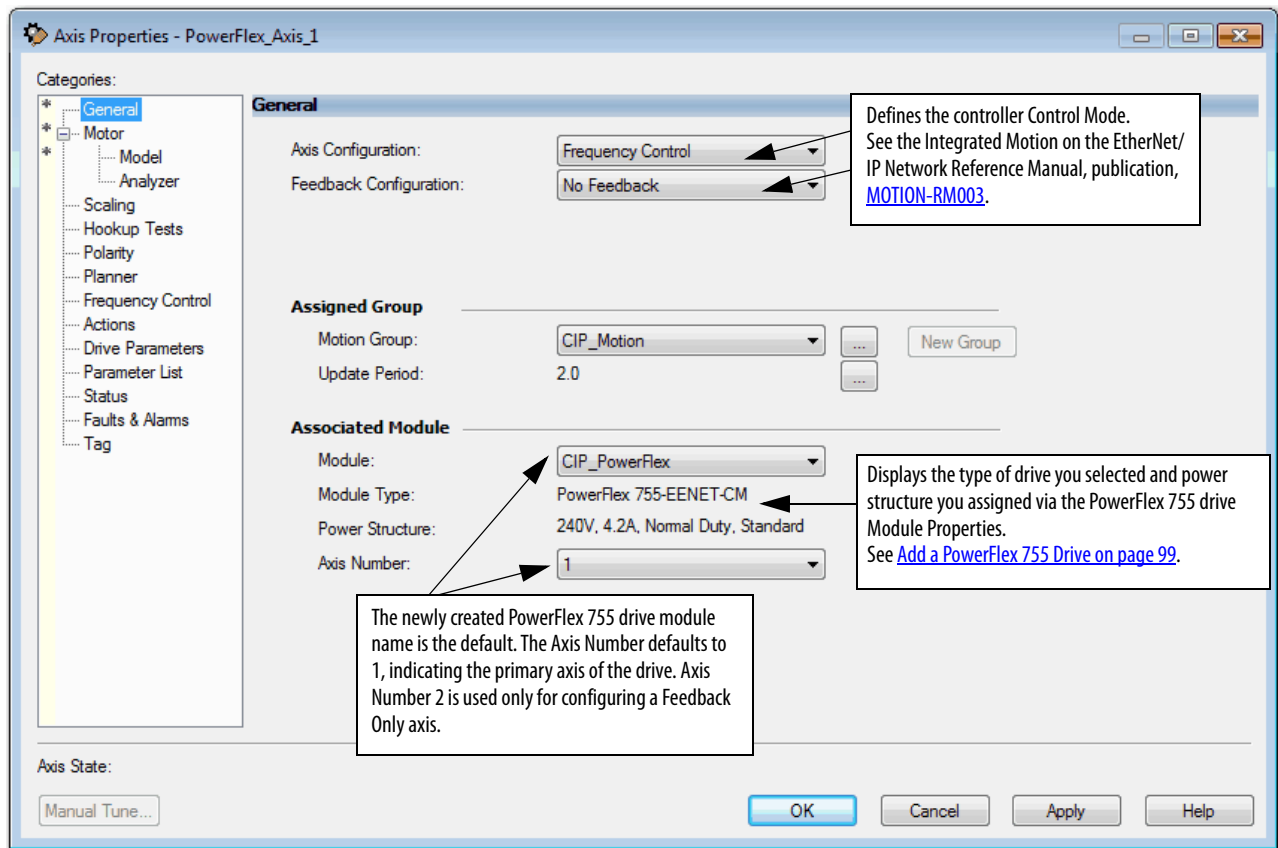 Axis Properties - PowerFlex_Axis_1
Categories:
* General
* Motor
* Model
Analyzer
Scaling
Hookup Tests
Polarity
Planner
Frequency Control
Actions
Drive Parameters
Parameter List
Status
Faults & Alarms
Tag
General
Axis Configuration: Frequency Control
Feedback Configuration: No Feedback
Defines the controller Control Mode.
See the Integrated Motion on the EtherNet/
IP Network Reference Manual, publication,
MOTION-RM003.
Assigned Group
Motion Group: CIP_Motion ... New Group
Update Period: 2.0 ...
Associated Module
Module: CIP_PowerFlex
Module Type: PowerFlex 755-EENET-CM
Power Structure: 240V, 4.2A, Normal Duty, Standard
Axis Number: 1
Displays the type of drive you selected and power
structure you assigned via the PowerFlex 755 drive
Module Properties.
See Add a PowerFlex 755 Drive on page 99.
The newly created PowerFlex 755 drive module
name is the default. The Axis Number defaults to
1, indicating the primary axis of the drive. Axis
Number 2 is used only for configuring a Feedback
Only axis.
Axis State:
Manual Tune... OK Cancel Apply Help